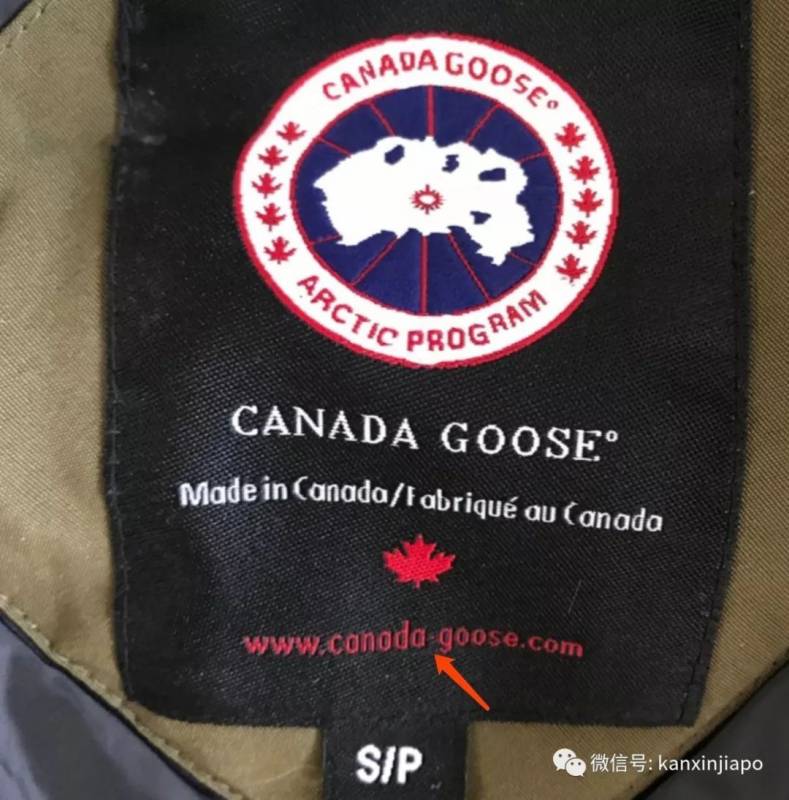 CANADA GOOSE®
ARCTIC PROGRAM
CANADA GOOSE®
Made in Canada/Fabriqué au Canada
www.canada-goose.com
S/P
微信号: kanxinjiapo